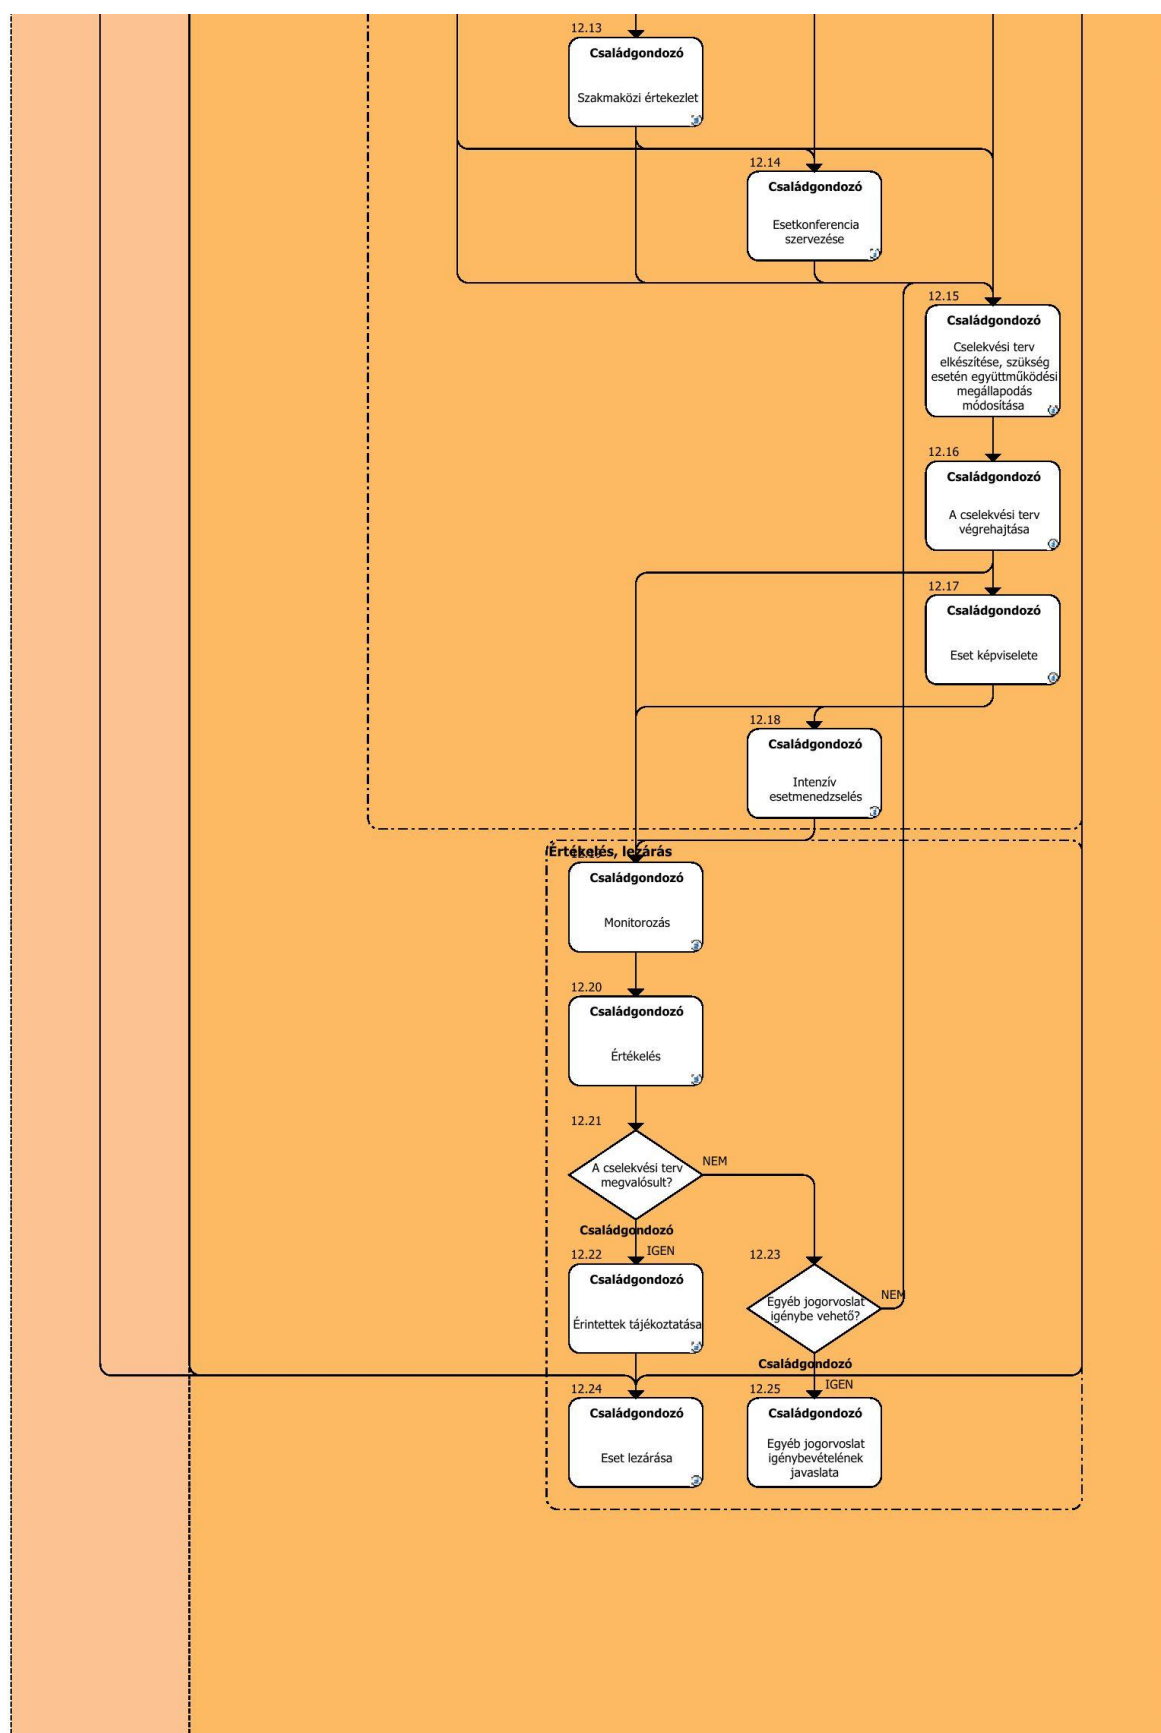 12.13
Családgondozó
Szakmaközi értekezlet
12.14
Családgondozó
Esetkonferencia
szervezése
12.15
Családgondozó
Cselekvési terv
elkészítése, szükség
esetén együttműködési
megállapodás
módosítása
12.16
Családgondozó
A cselekvési terv
végrehajtása
12.17
Családgondozó
Eset képviselete
12.18
Családgondozó
Intenzív
esetmenedzselés
Értékelés, lezárás
12.19
Családgondozó
Monitorozás
12.20
Családgondozó
Értékelés
12.21
A cselekvési terv
megvalósult?
NEM
Családgondozó
IGEN
12.22
Családgondozó
Érintettek tájékoztatása
12.23
Egyéb jogorvoslat
igénybe vehető?
NEM
Családgondozó
IGEN
12.24
Családgondozó
Eset lezárása
12.25
Családgondozó
Egyéb jogorvoslat
igénybevételének
javaslata